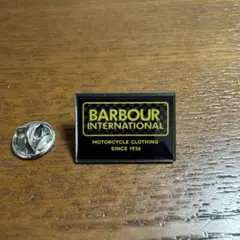 BARBOUR
INTERNATIONAL
MOTORCYCLE CLOTHING
SINCE 1936